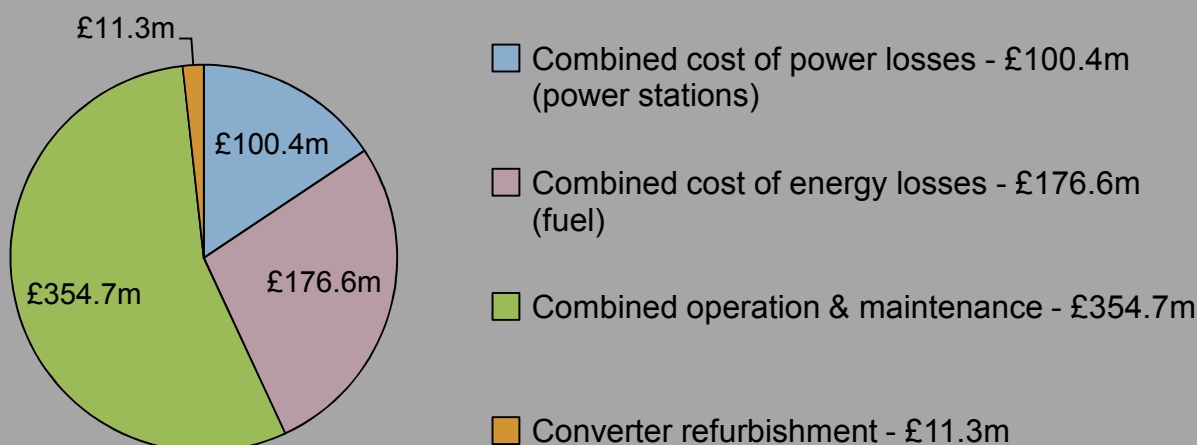 £11.3m
£100.4m
£176.6m
£354.7m
Combined cost of power losses - £100.4m
(power stations)
Combined cost of energy losses - £176.6m
(fuel)
Combined operation & maintenance - £354.7m
Converter refurbishment - £11.3m